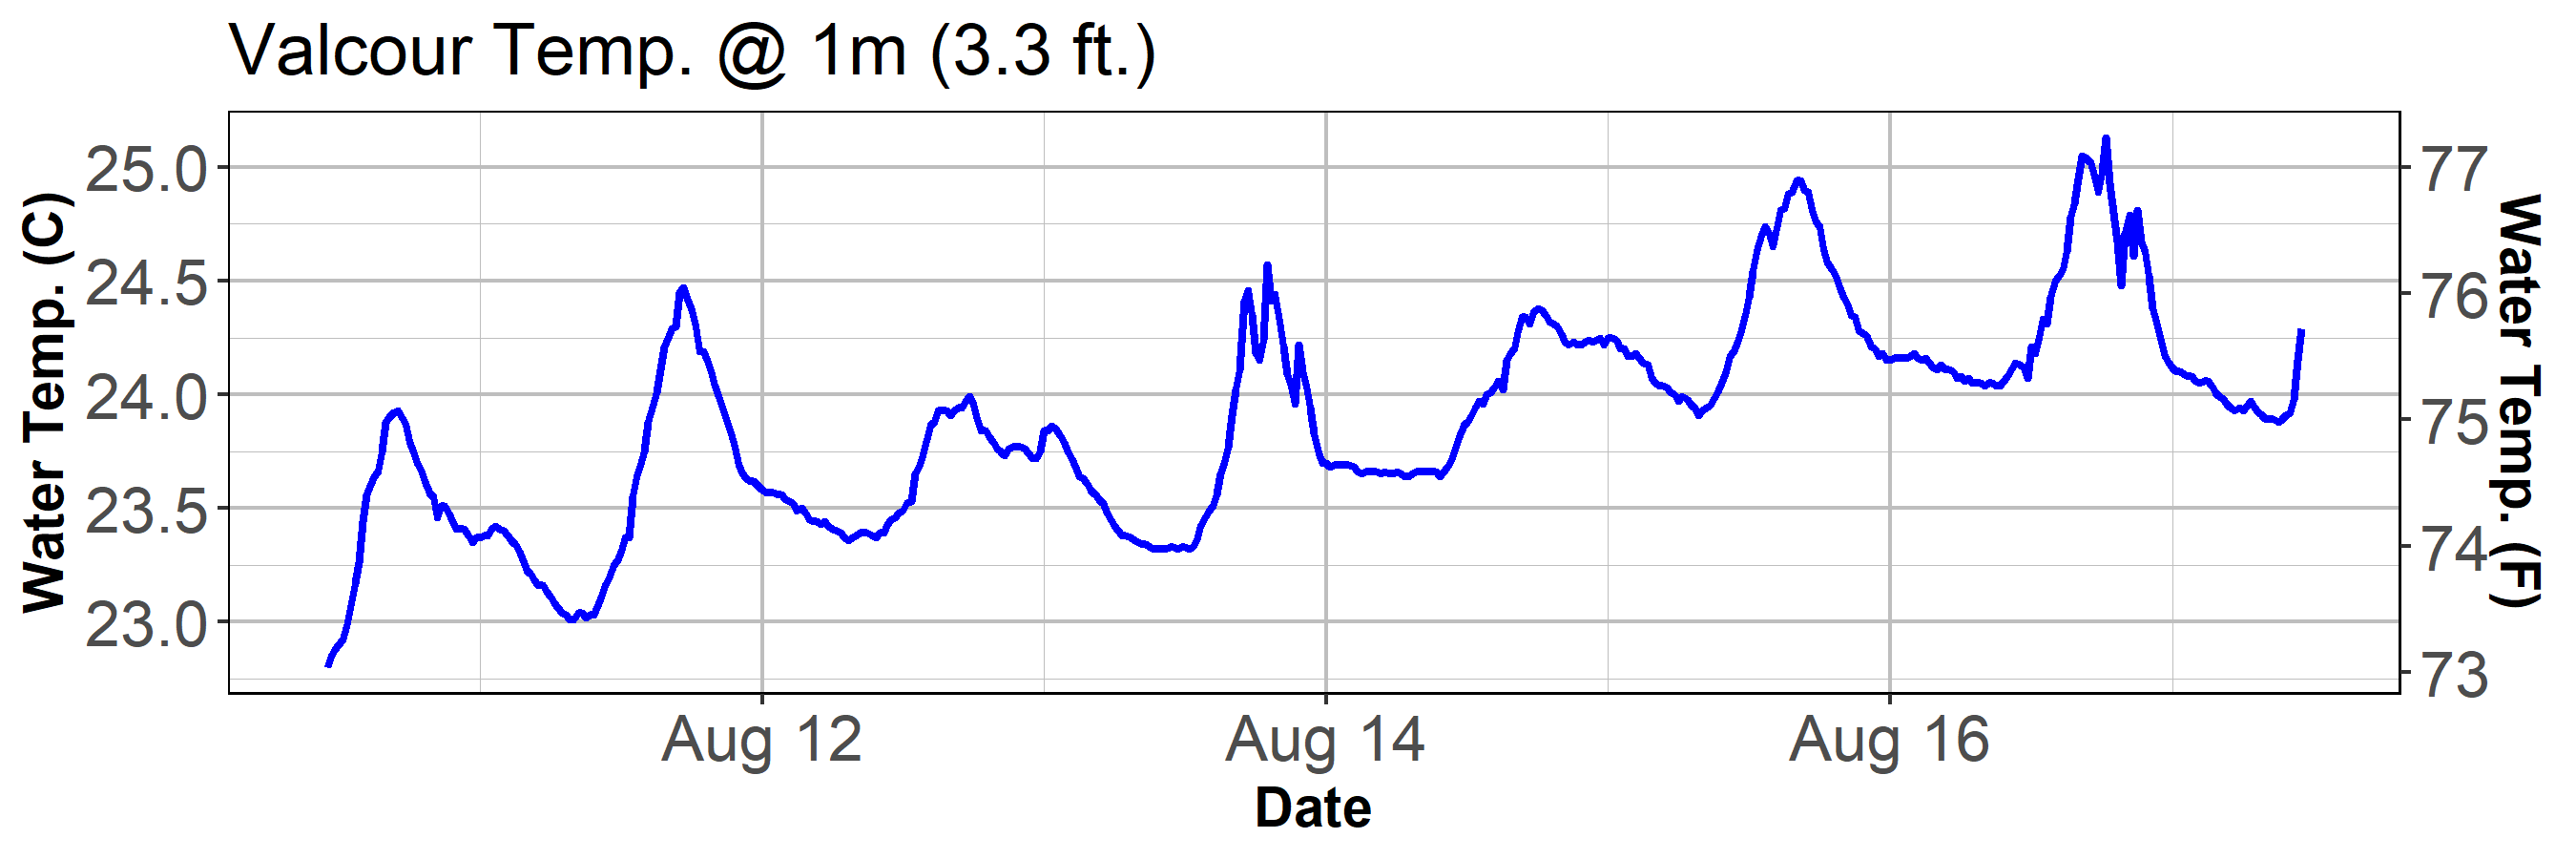 Valcour Temp. @ 1m (3.3 ft.)
Water Temp. (C)
25.0
24.5
24.0
23.5
23.0
77
76
75
74
73
Water Temp. (F)
Aug 12 Aug 14 Aug 16
Date